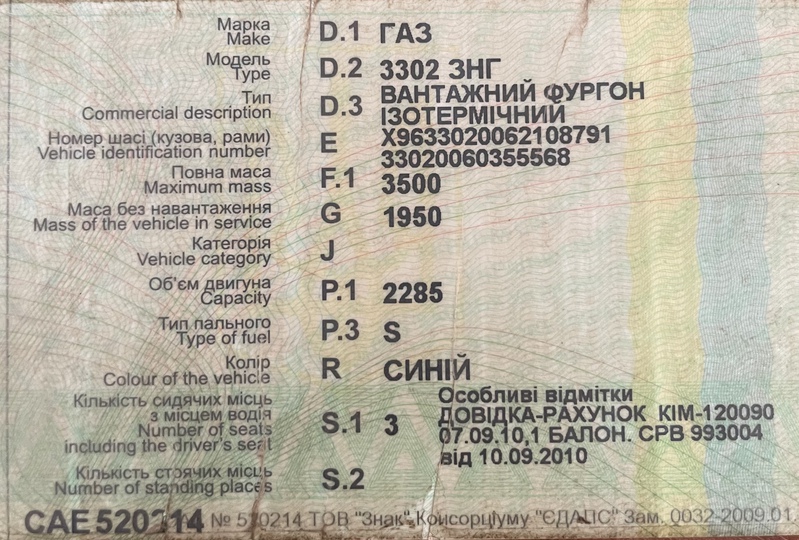 Марка D.1 ГАЗ
Make
Модель D.2 3302 ЗНГ
Type
Тип D.3 ВАНТАЖНИЙ ФУРГОН
Commercial description ІЗОТЕРМІЧНИЙ
Номер шасі (кузова, рами) E X9633020062108791
Vehicle identification number 33020060355568
Повна маса F.1 3500
Maximum mass
Маса без навантаження G 1950
Mass of the vehicle in service
Категорія J
Vehicle category
Об'єм двигуна P.1 2285
Capacity
Тип пального P.3 S
Type of fuel
Колір R СИНІЙ
Colour of the vehicle
Кількість сидячих місць Особливі відмітки
з місцем водія S.1 3 ДОВІДКА-РАХУНОК КІМ-120090
Number of seats 07.09.10,1 БАЛОН. СРВ 993004
including the driver's seat від 10.09.2010
Кількість стоячих місць S.2
Number of standing places
САЕ 520214 № 520214 ТОВ "Знак" Консорціуму "ЄДАПС" Зам. 0032-2009.01